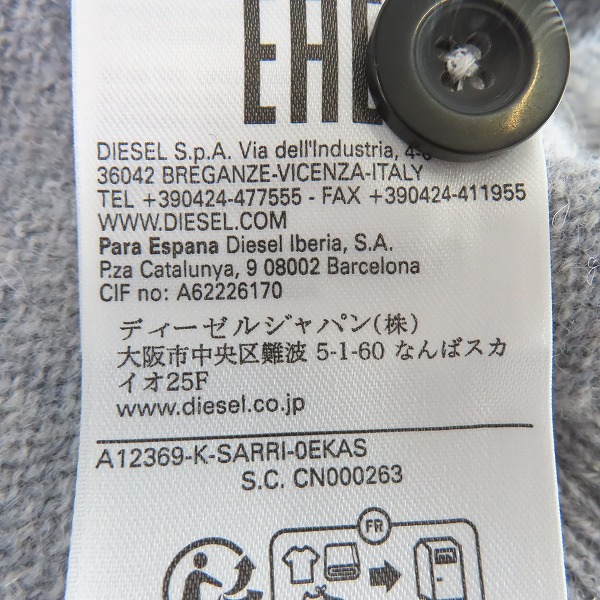 EAC
DIESEL S.p.A. Via dell'Industria, 4-6
36042 BREGANZE-VICENZA-ITALY
TEL +390424-477555 - FAX +390424-411955
WWW.DIESEL.COM
Para Espana Diesel Iberia, S.A.
P.za Catalunya, 9 08002 Barcelona
CIF no: A62226170
ディーゼルジャパン(株)
大阪市中央区難波 5-1-60 なんばスカ
イオ25F
www.diesel.co.jp
A12369-K-SARRI-0EKAS
S.C. CN000263
FR